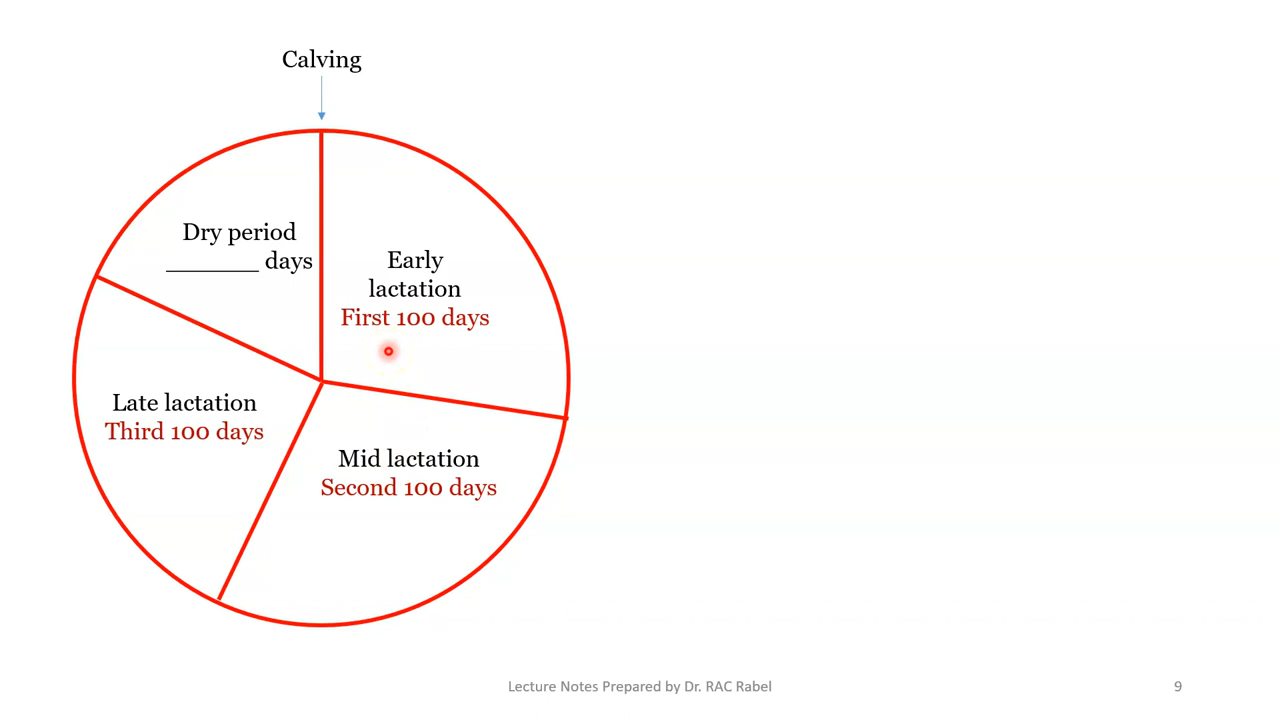 Calving
Dry period
_______ days
Early
lactation
First 100 days
Late lactation
Third 100 days
Mid lactation
Second 100 days
Lecture Notes Prepared by Dr. RAC Rabel
9